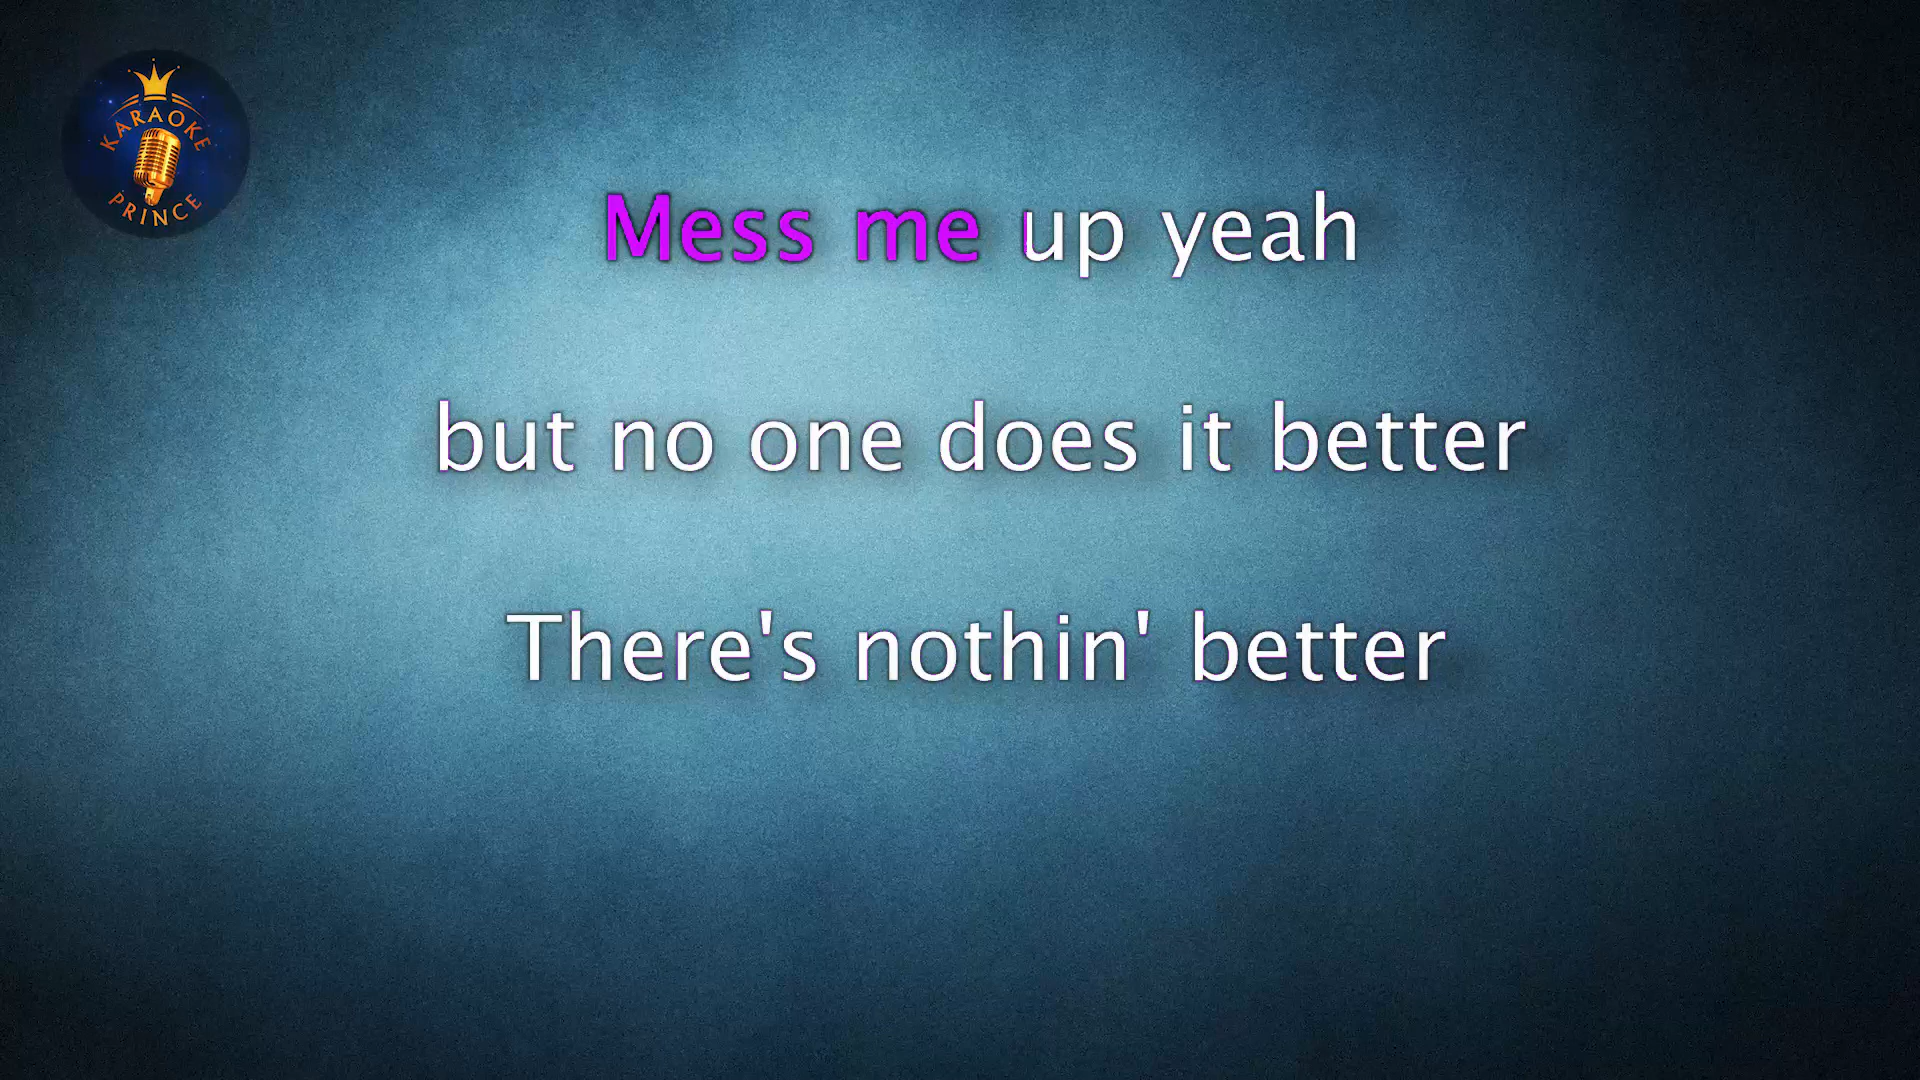 KARAOKE
PRINCE
Mess me up yeah
but no one does it better
There's nothin' better